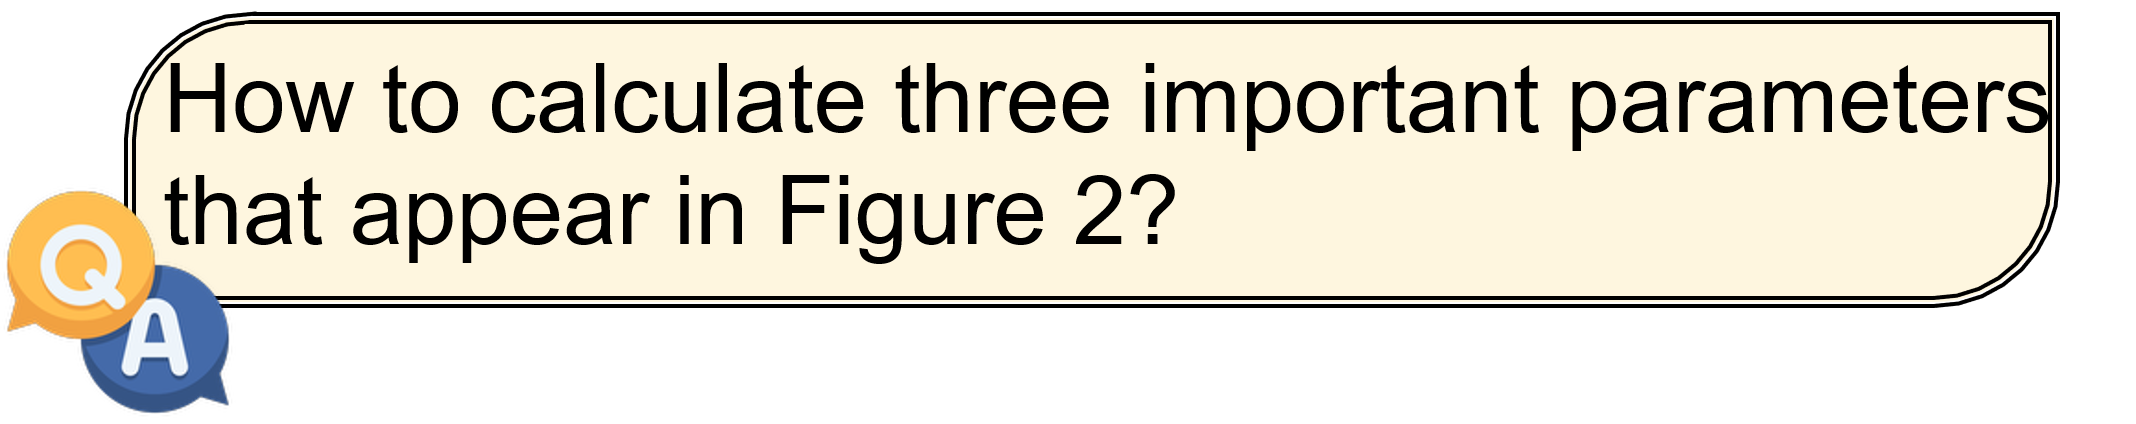 How to calculate three important parameters
that appear in Figure 2?
Q
A